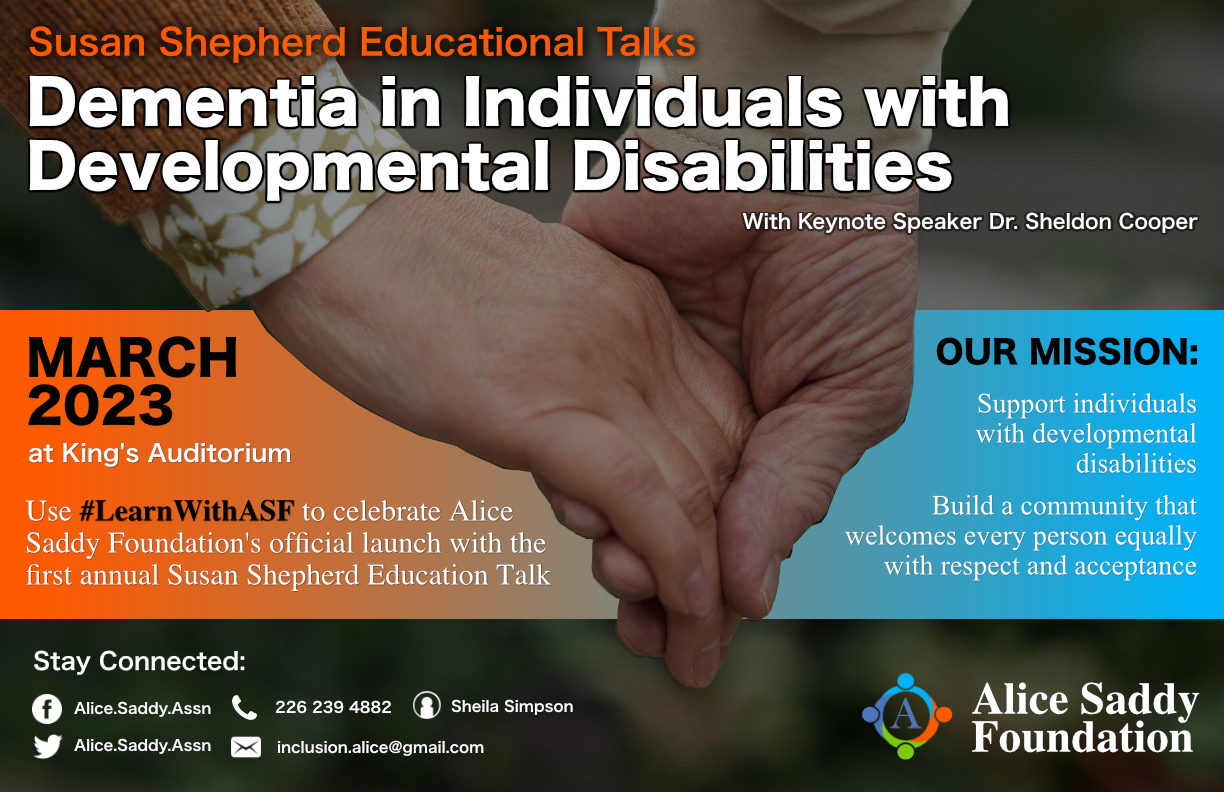 Susan Shepherd Educational Talks
Dementia in Individuals with
Developmental Disabilities
With Keynote Speaker Dr. Sheldon Cooper
MARCH
2023
at King's Auditorium
Use #LearnWithASF to celebrate Alice
Saddy Foundation's official launch with the
first annual Susan Shepherd Education Talk
OUR MISSION:
Support individuals
with developmental
disabilities
Build a community that
welcomes every person equally
with respect and acceptance
Stay Connected:
Alice.Saddy.Assn
226 239 4882
Sheila Simpson
Alice.Saddy.Assn
inclusion.alice@gmail.com
A
Alice Saddy
Foundation